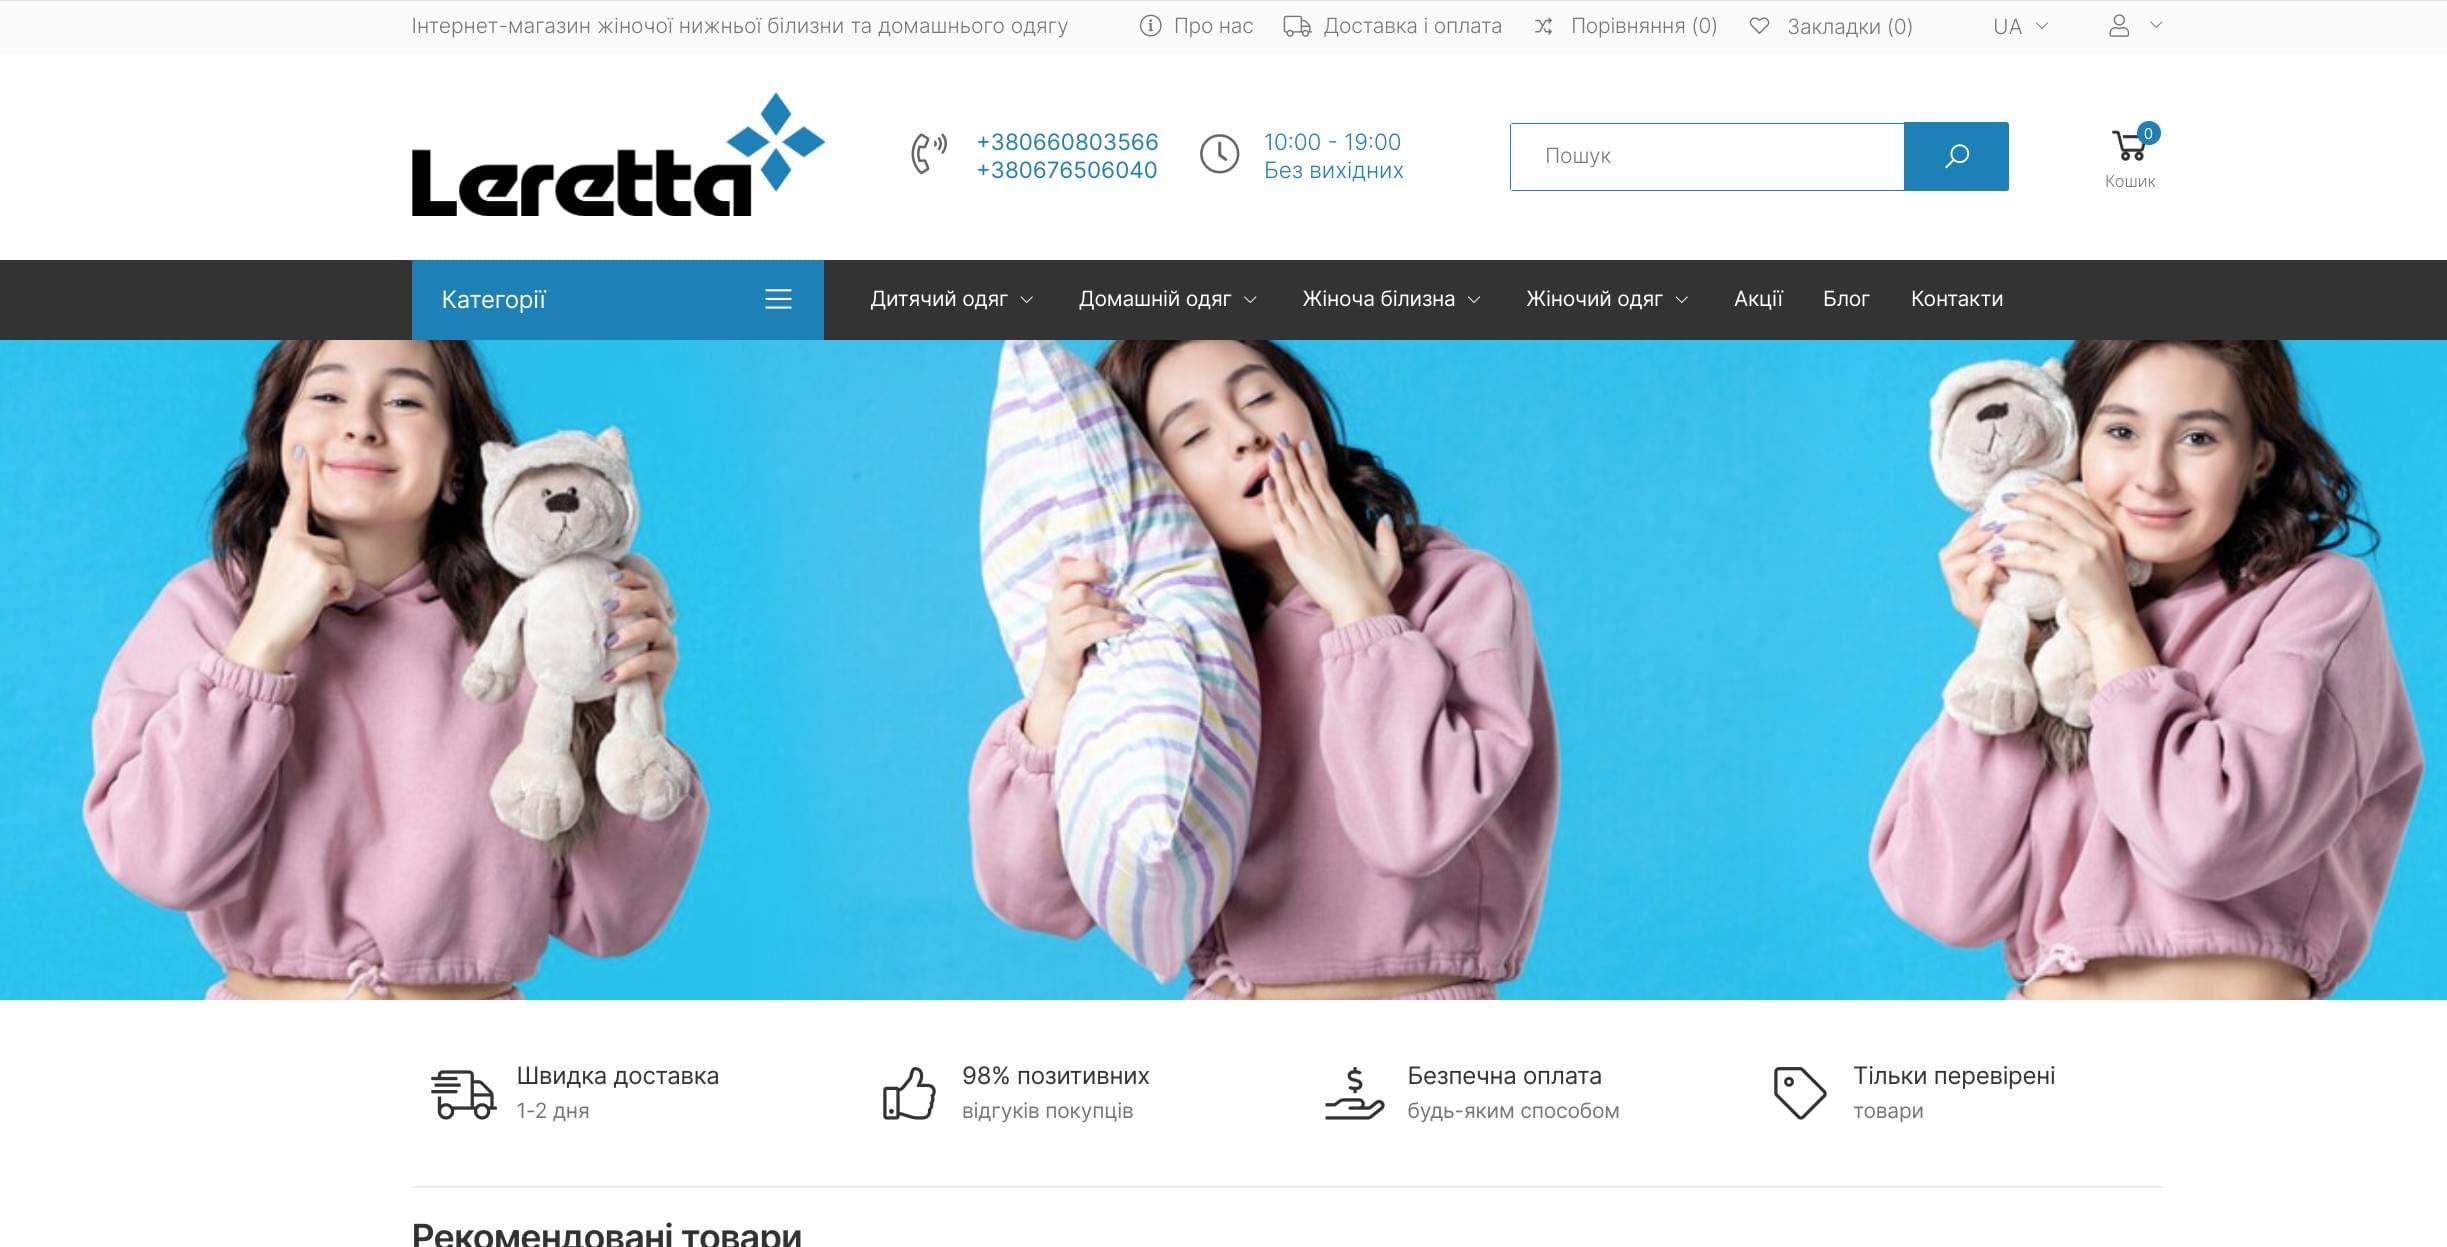 Інтернет-магазин жіночої нижньої білизни та домашнього одягу
Про нас
Доставка і оплата
Порівняння (0)
Закладки (0)
UA
Leretta
+380660803566
+380676506040
10:00 - 19:00
Без вихідних
Пошук
0
Кошик
Категорії
Дитячий одяг
Домашній одяг
Жіноча білизна
Жіночий одяг
Акції
Блог
Контакти
Швидка доставка
1-2 дня
98% позитивних
відгуків покупців
Безпечна оплата
будь-яким способом
Тільки перевірені
товари
Рекомендовані товари